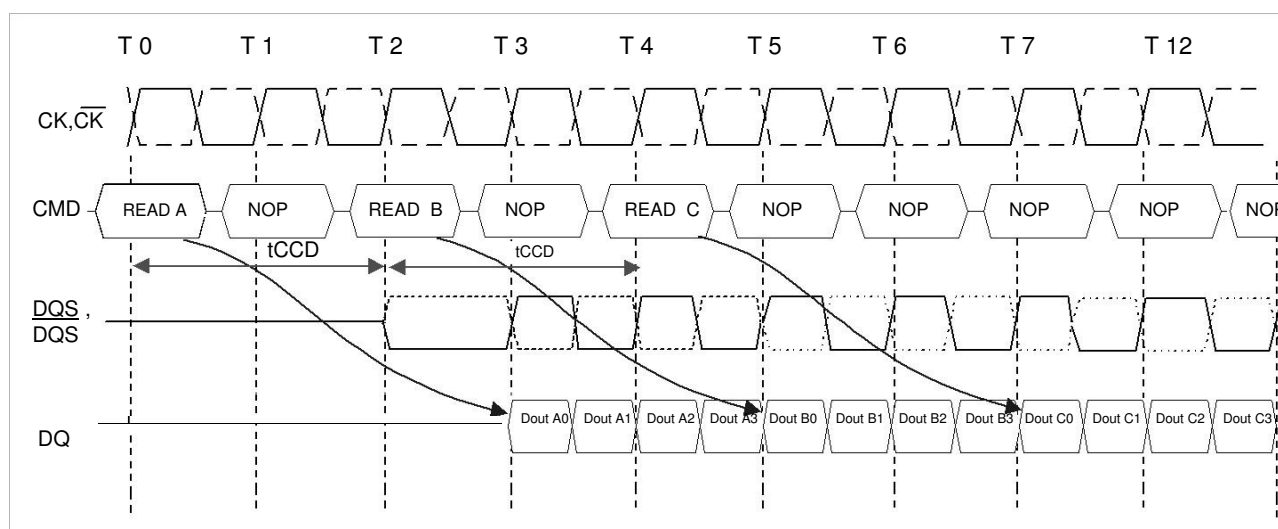 T 0 T 1 T 2 T 3 T 4 T 5 T 6 T 7 T 12
CK,CK
CMD READ A NOP READ B NOP READ C NOP NOP NOP NOP NOP
tCCD tCCD
DQS ,
DQS
Dout A0 Dout A1 Dout A2 Dout A3 Dout B0 Dout B1 Dout B2 Dout B3 Dout C0 Dout C1 Dout C2 Dout C3
DQ